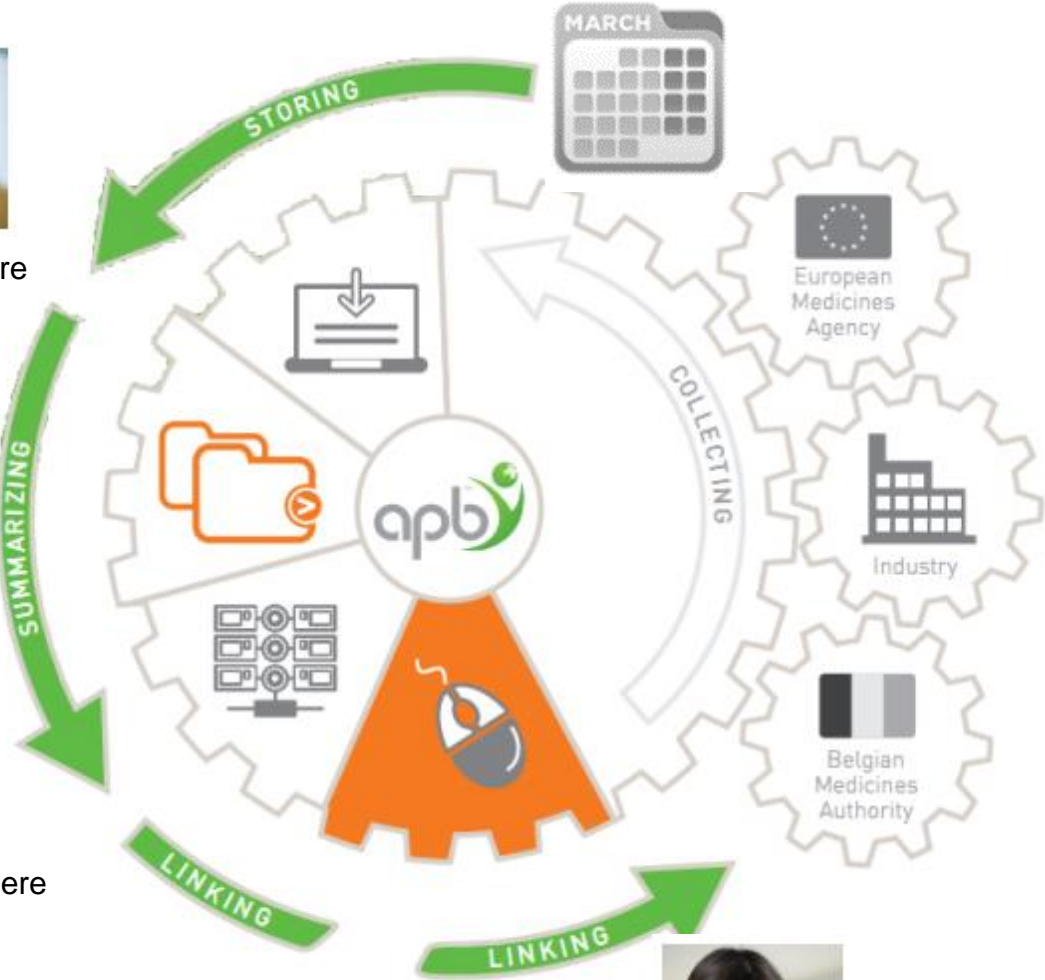 MARCH
STORING
re
European
Medicines
Agency
COLLECTING
SUMMARIZING
apb
Industry
Belgian
Medicines
Authority
ere
LINKING
LINKING